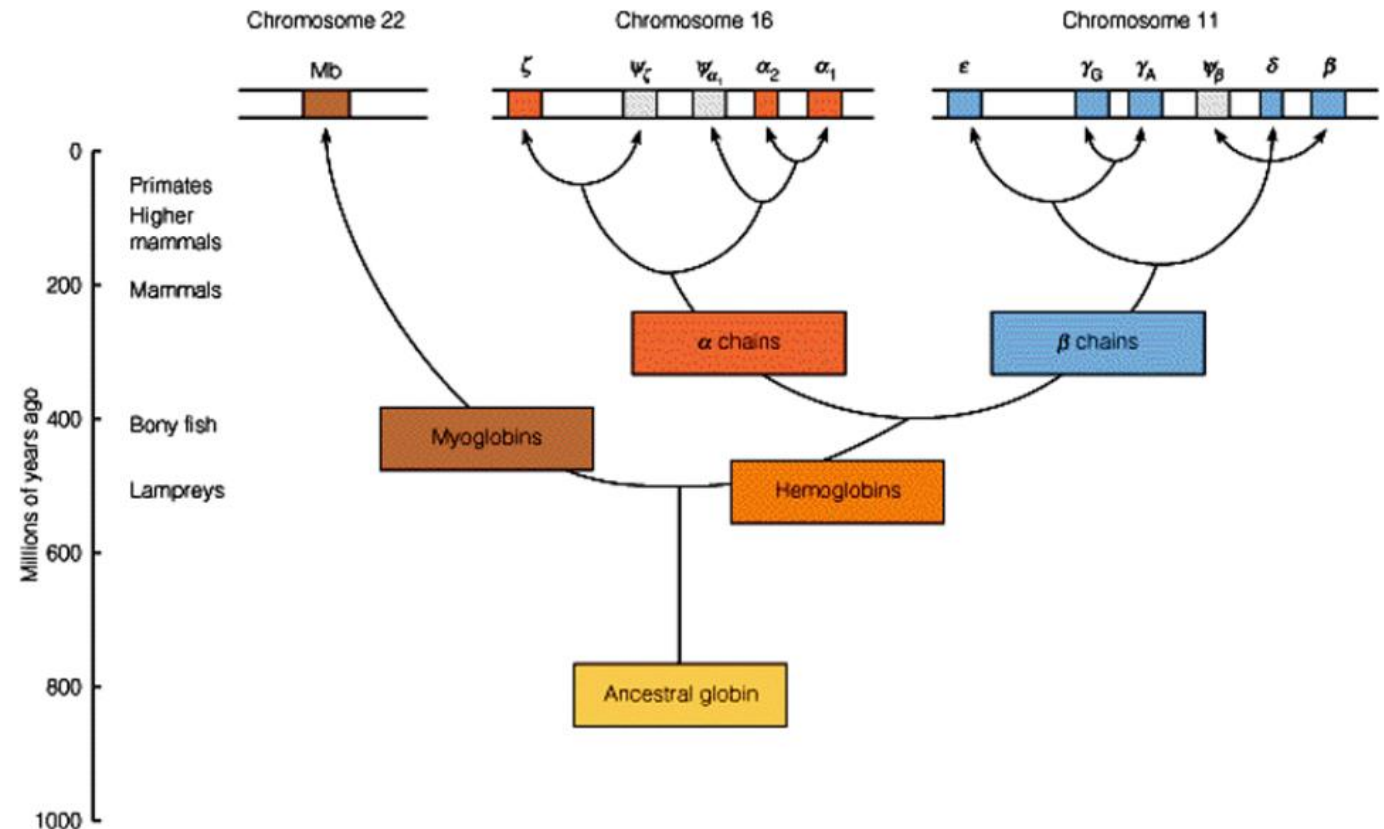 Chromosome 22
Chromosome 16
Chromosome 11
Mb
ζ
Ψζ
Ψα1
α2
α1
ε
γG
γA
Ψβ
δ
β
0
Primates
Higher
mammals
200
Mammals
α chains
β chains
400
Bony fish
Myoglobins
Lampreys
Hemoglobins
Millions of years ago
600
800
Ancestral globin
1000